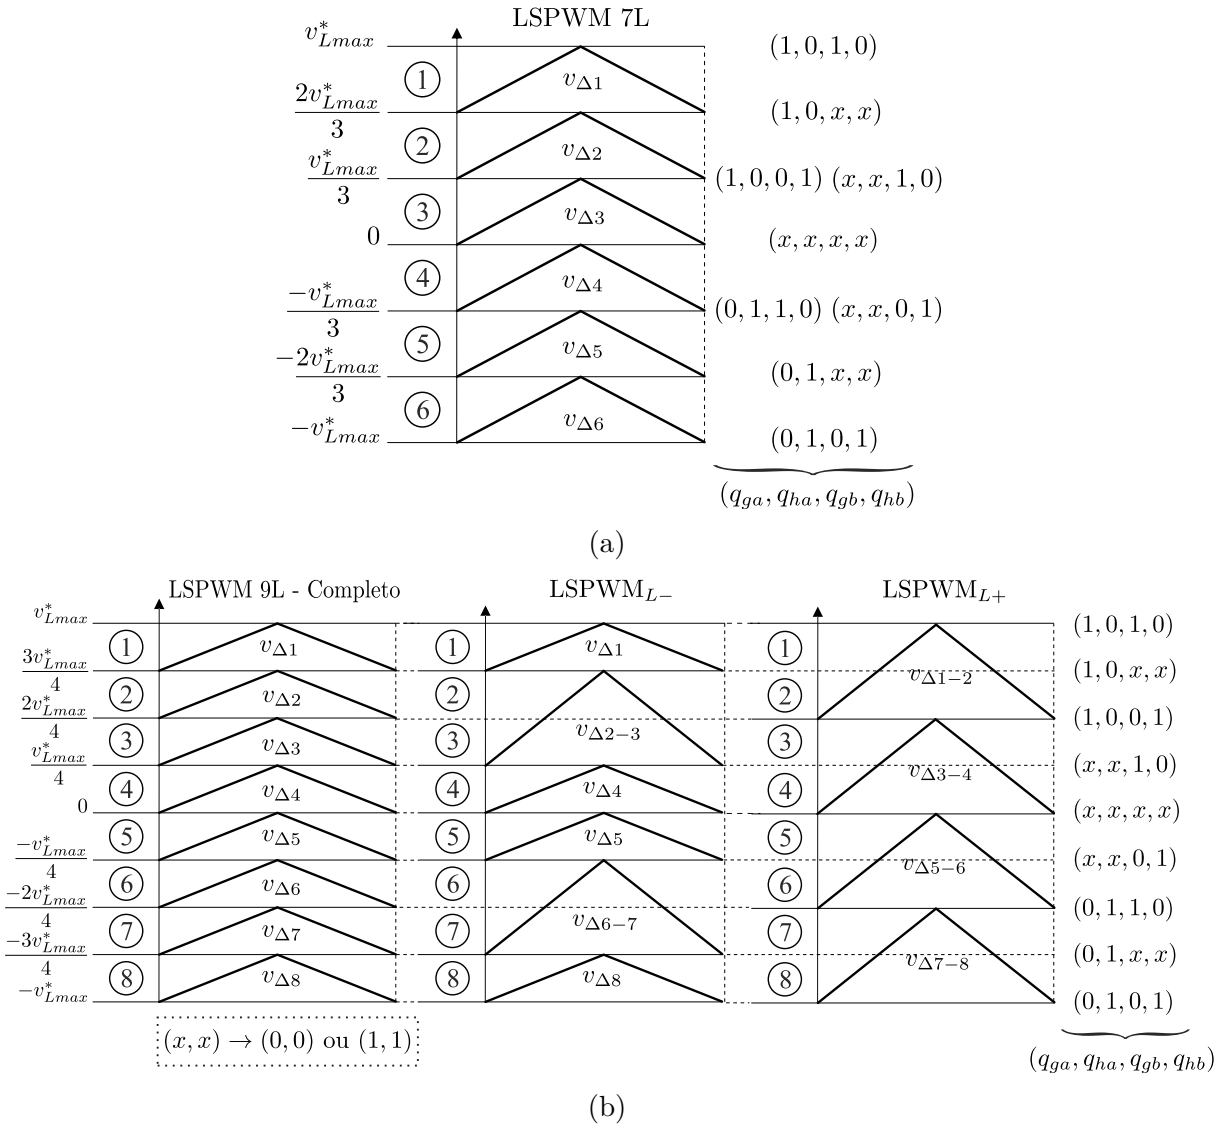 LSPWM 7L
v*Lmax
(1, 0, 1, 0)
① vΔ1
2v*Lmax/3
(1, 0, x, x)
② vΔ2
v*Lmax/3
(1, 0, 0, 1) (x, x, 1, 0)
③ vΔ3
0
(x, x, x, x)
④ vΔ4
−v*Lmax/3
(0, 1, 1, 0) (x, x, 0, 1)
⑤ vΔ5
−2v*Lmax/3
(0, 1, x, x)
⑥ vΔ6
−v*Lmax
(0, 1, 0, 1)
(qga, qha, qgb, qhb)
(a)
LSPWM 9L - Completo
v*Lmax
① vΔ1
3v*Lmax/4
② vΔ2
2v*Lmax/4
③ vΔ3
v*Lmax/4
④ vΔ4
0
⑤ vΔ5
−v*Lmax/4
⑥ vΔ6
−2v*Lmax/4
⑦ vΔ7
−3v*Lmax/4
⑧ vΔ8
−v*Lmax
(x, x) → (0, 0) ou (1, 1)
LSPWML−
① vΔ1
②
③ vΔ2−3
④ vΔ4
⑤ vΔ5
⑥
⑦ vΔ6−7
⑧ vΔ8
LSPWML+
①
vΔ1−2
②
③
vΔ3−4
④
⑤
vΔ5−6
⑥
⑦
vΔ7−8
⑧
(1, 0, 1, 0)
(1, 0, x, x)
(1, 0, 0, 1)
(x, x, 1, 0)
(x, x, x, x)
(x, x, 0, 1)
(0, 1, 1, 0)
(0, 1, x, x)
(0, 1, 0, 1)
(qga, qha, qgb, qhb)
(b)